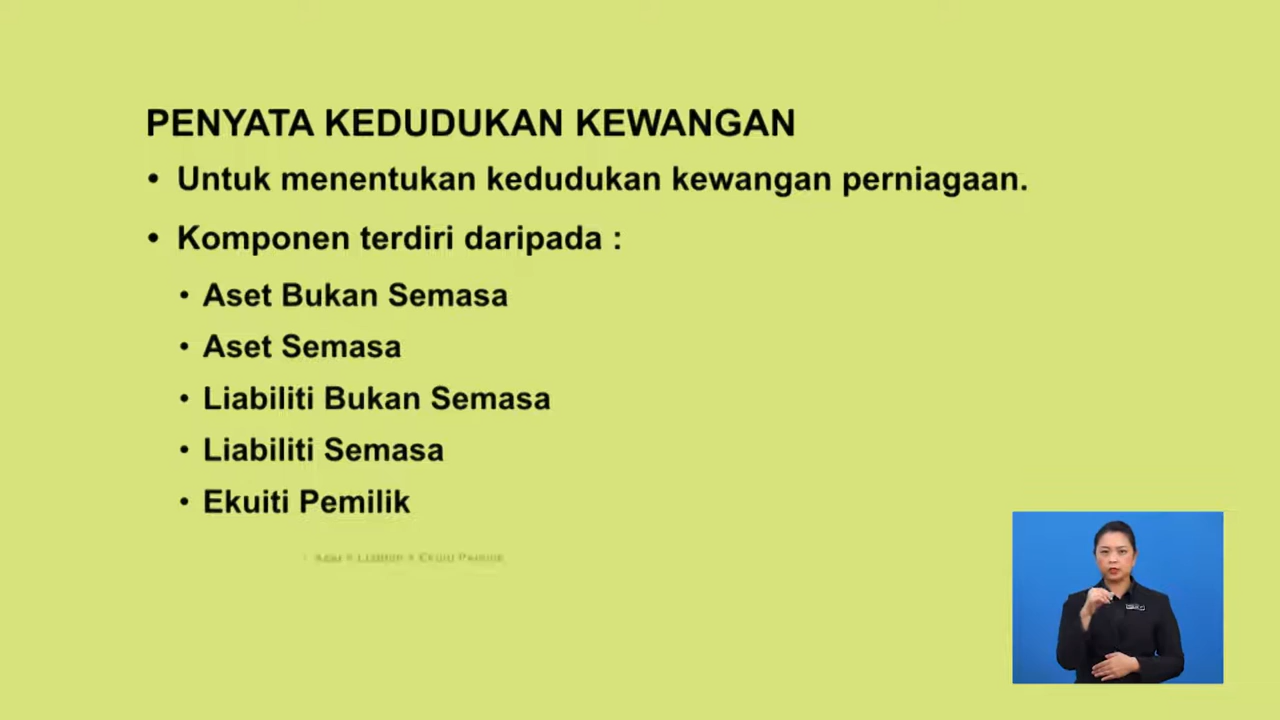 PENYATA KEDUDUKAN KEWANGAN
• Untuk menentukan kedudukan kewangan perniagaan.
• Komponen terdiri daripada :
• Aset Bukan Semasa
• Aset Semasa
• Liabiliti Bukan Semasa
• Liabiliti Semasa
• Ekuiti Pemilik